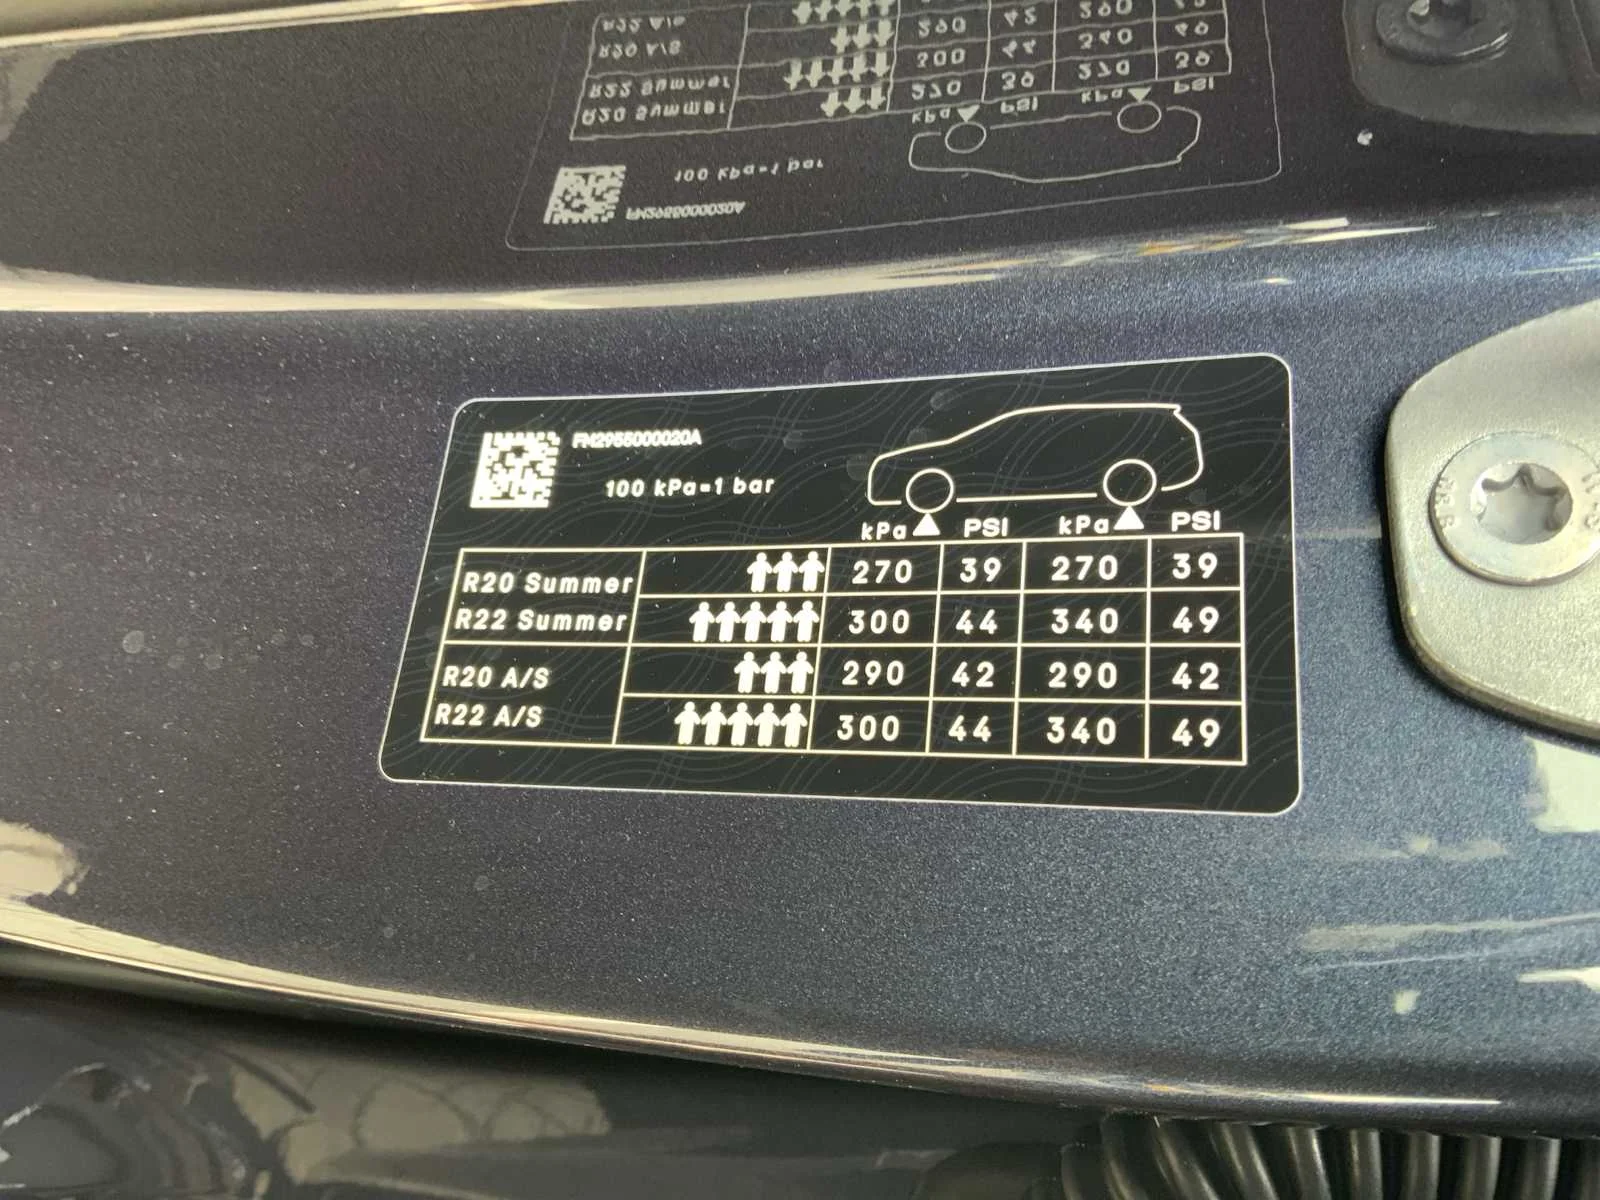 FM2955000020A
100 kPa=1 bar
kPa PSI kPa PSI
R20 Summer 270 39 270 39
R22 Summer 300 44 340 49
R20 A/S 290 42 290 42
R22 A/S 300 44 340 49